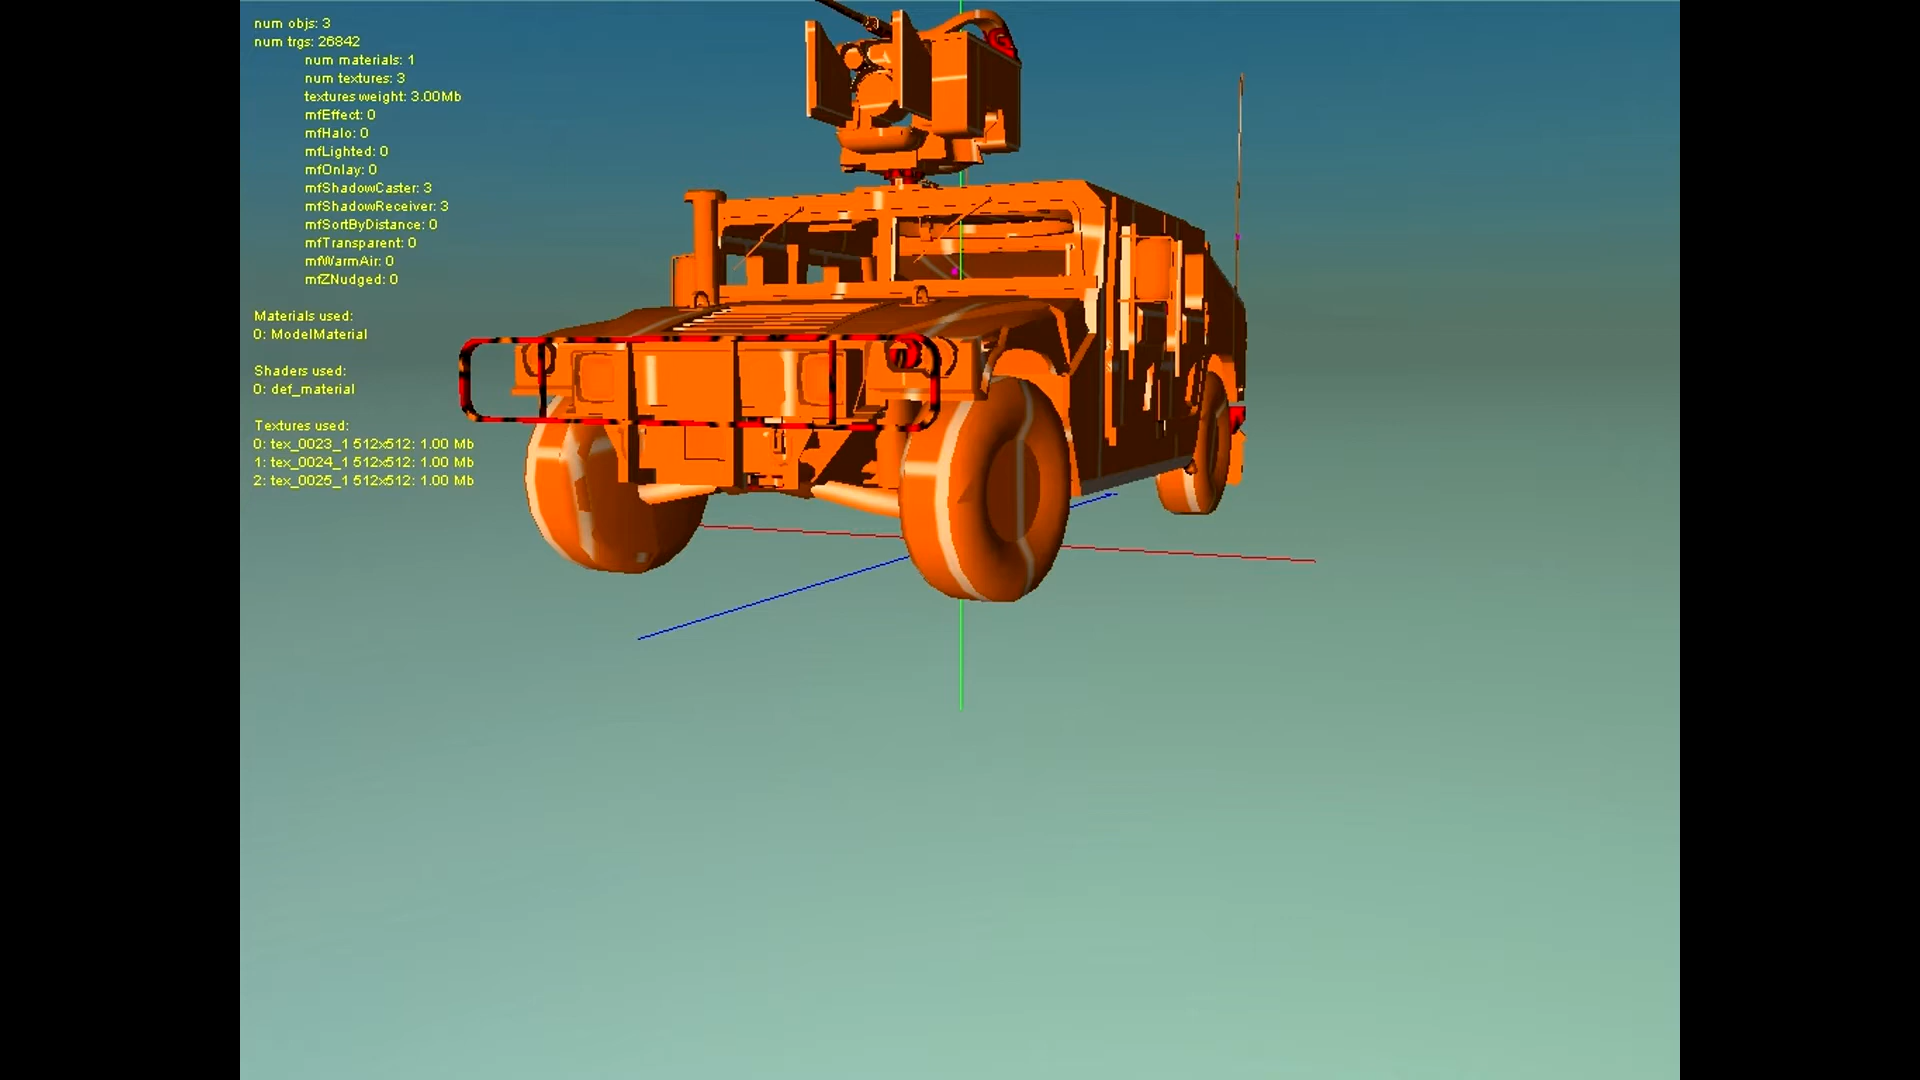 num objs: 3
num trgs: 26842
num materials: 1
num textures: 3
textures weight: 3.00Mb
mfEffect: 0
mfHalo: 0
mfLighted: 0
mfOnlay: 0
mfShadowCaster: 3
mfShadowReceiver: 3
mfSortByDistance: 0
mfTransparent: 0
mfWarmAir: 0
mfZNudged: 0
Materials used:
0: ModelMaterial
Shaders used:
0: def_material
Textures used:
0: tex_0023_1 512x512: 1.00 Mb
1: tex_0024_1 512x512: 1.00 Mb
2: tex_0025_1 512x512: 1.00 Mb